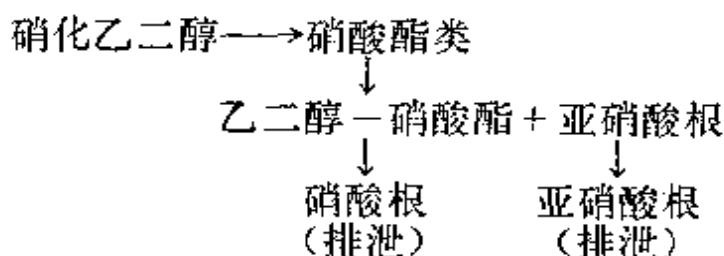 硝化乙二醇⟶硝酸酯类
↓
乙二醇－硝酸酯＋亚硝酸根
↓ ↓
硝酸根 亚硝酸根
（排泄） （排泄）